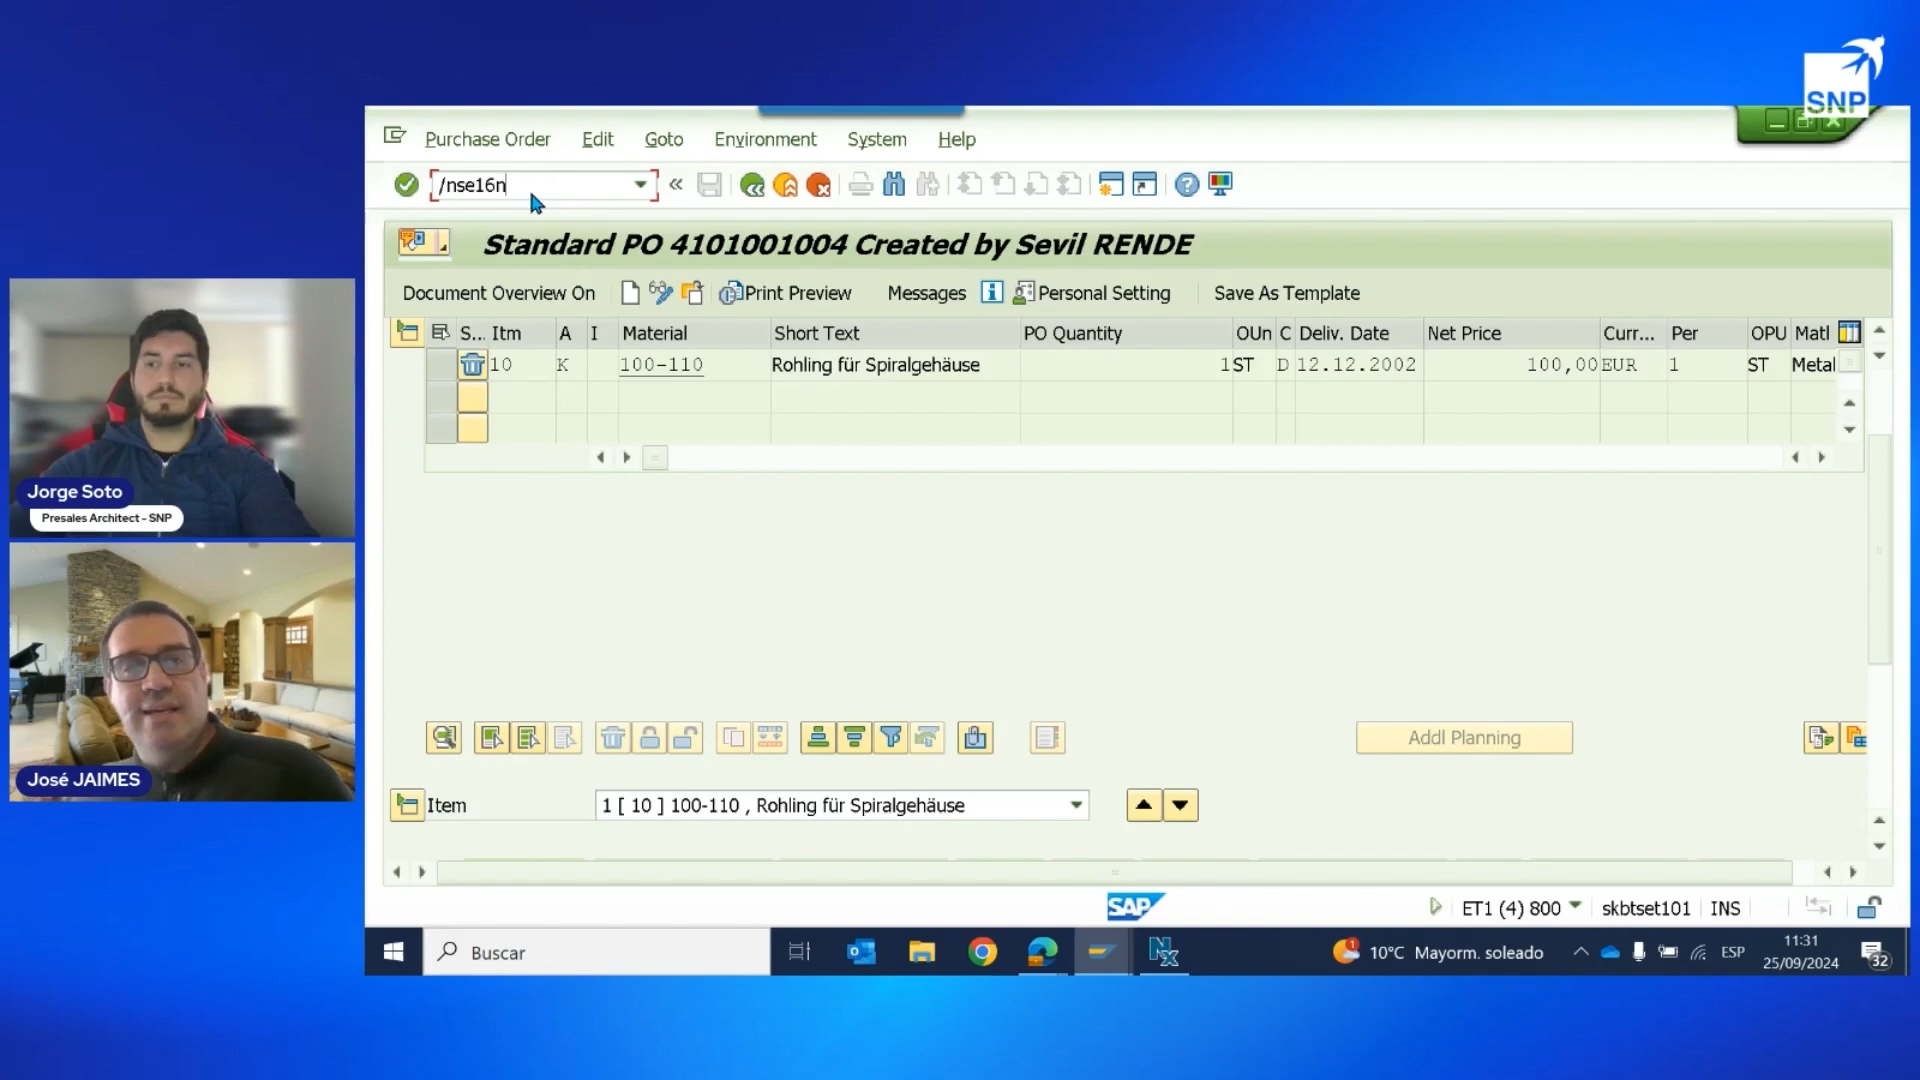 SNP
Purchase Order Edit Goto Environment System Help
/nse16n
Standard PO 4101001004 Created by Sevil RENDE
Document Overview On Print Preview Messages Personal Setting Save As Template
S... Itm A I Material Short Text PO Quantity OUn C Deliv. Date Net Price Curr... Per OPU Matl
10 K 100-110 Rohling für Spiralgehäuse 1 ST D 12.12.2002 100,00 EUR 1 ST Metal
Jorge Soto
Presales Architect - SNP
José JAIMES
Addl Planning
Item 1 [ 10 ] 100-110 , Rohling für Spiralgehäuse
SAP ET1 (4) 800 skbtset101 INS
Buscar 1 10°C Mayorm. soleado ESP 11:31
25/09/2024 32